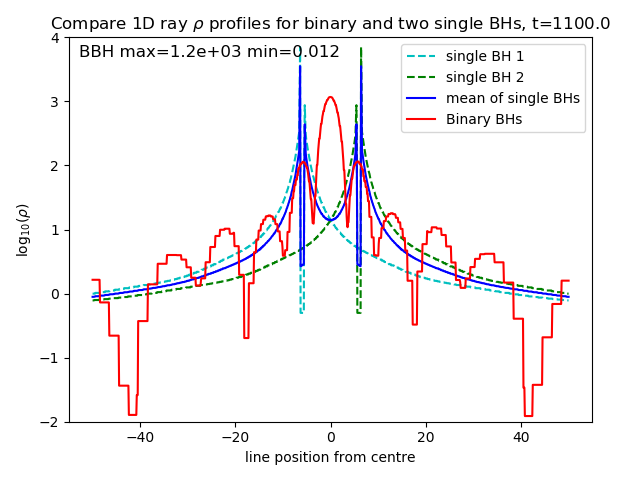 Compare 1D ray ρ profiles for binary and two single BHs, t=1100.0
BBH max=1.2e+03 min=0.012
single BH 1
single BH 2
mean of single BHs
Binary BHs
log₁₀(ρ)
4
3
2
1
0
−1
−2
−40 −20 0 20 40
line position from centre